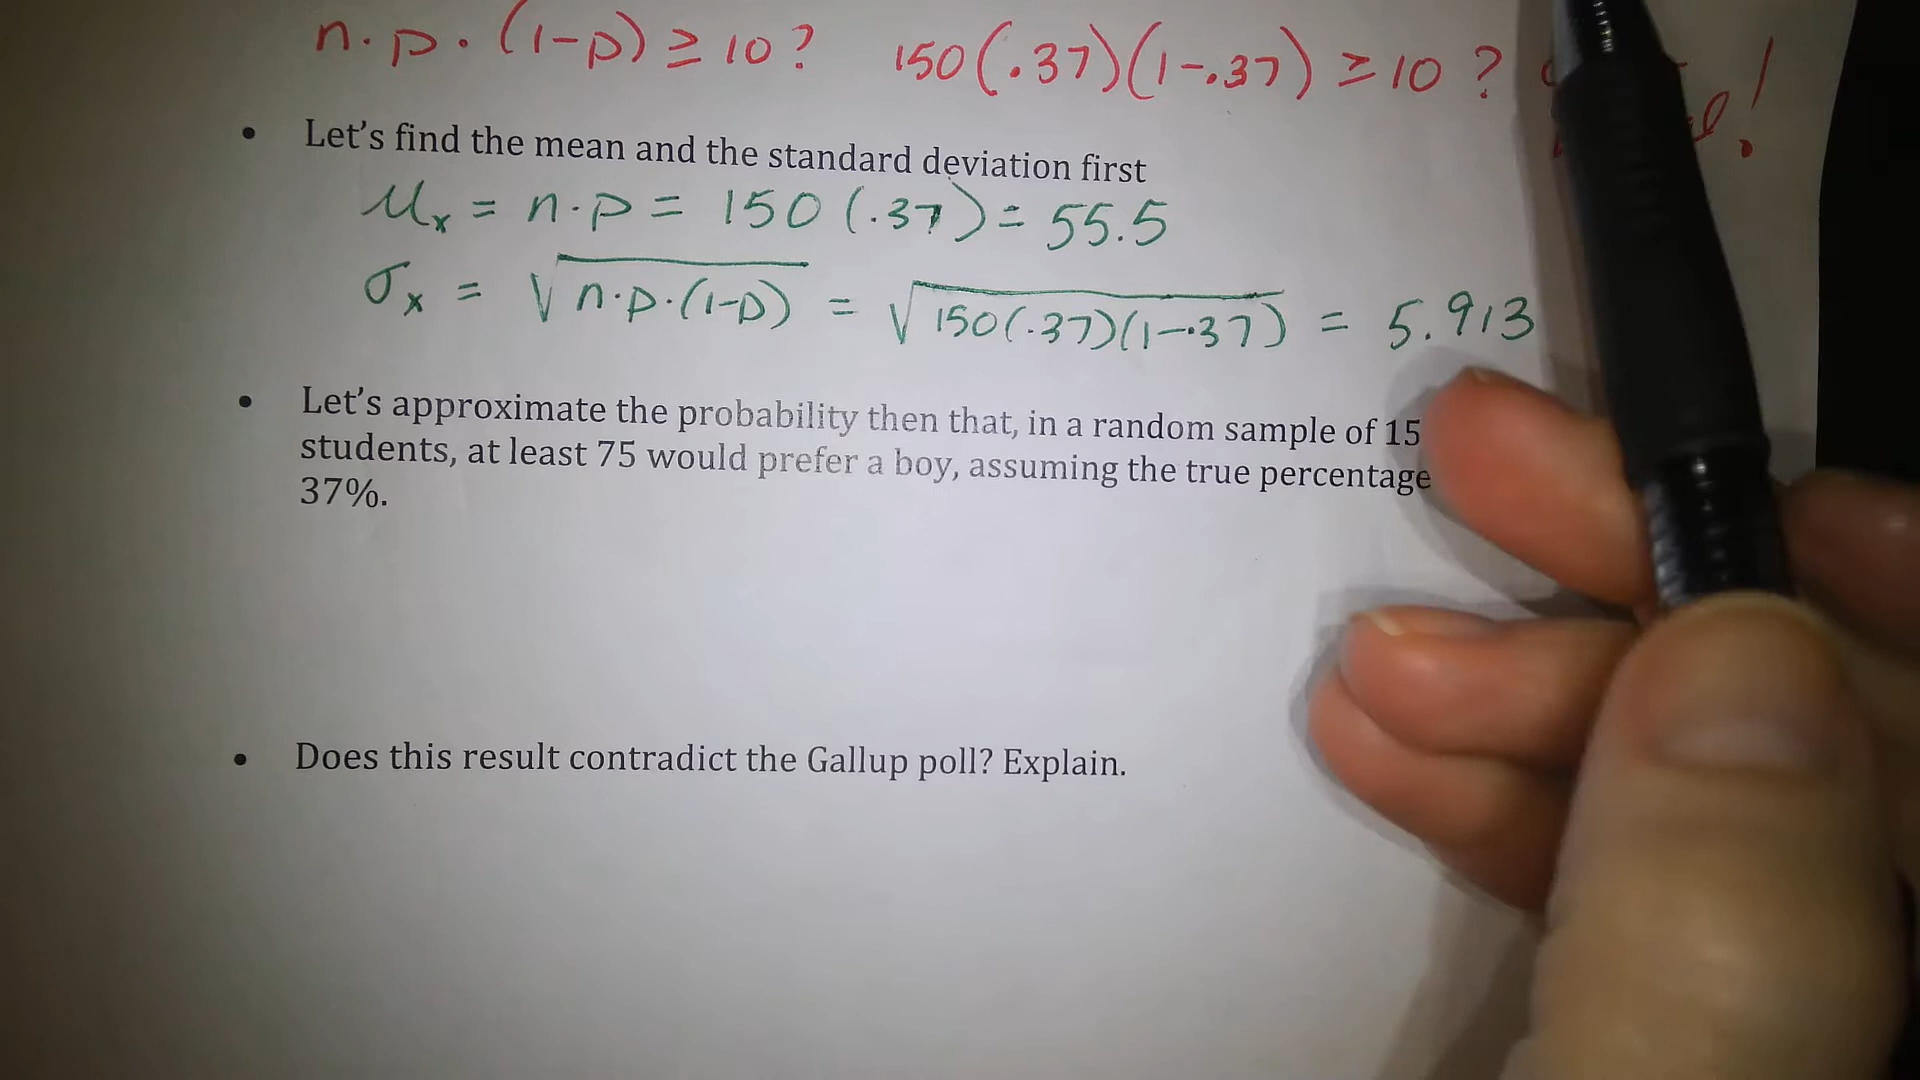 n·p·(1-p) ≥ 10? 150(.37)(1-.37) ≥ 10?
• Let's find the mean and the standard deviation first
μₓ = n·p = 150(.37) = 55.5
σₓ = √n·p·(1-p) = √150(.37)(1-.37) = 5.913
• Let's approximate the probability then that, in a random sample of 15
students, at least 75 would prefer a boy, assuming the true percentage
37%.
• Does this result contradict the Gallup poll? Explain.